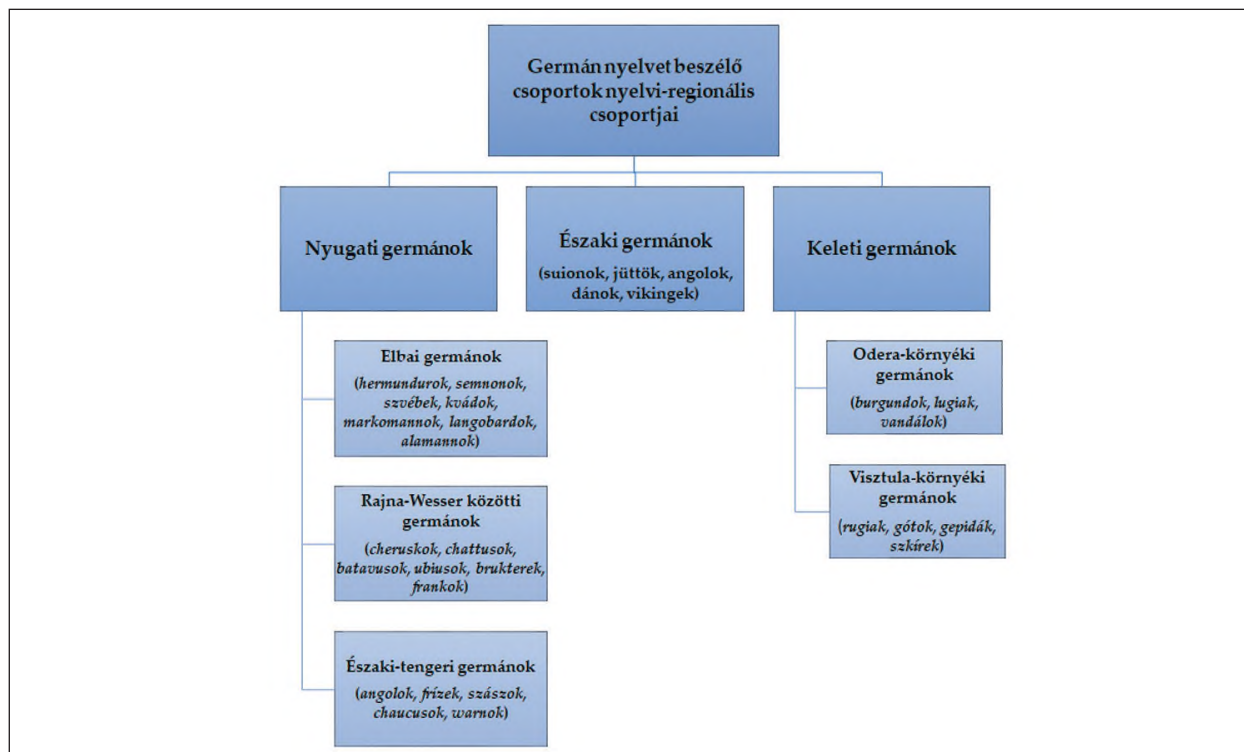 Germán nyelvet beszélő
csoportok nyelvi-regionális
csoportjai
Nyugati germánok
Északi germánok
(suionok, jüttök, angolok,
dánok, vikingek)
Keleti germánok
Elbai germánok
(hermundurok, semnonok,
szvébek, kvádok,
markomannok, langobardok,
alamannok)
Rajna-Wesser közötti
germánok
(cheruskok, chattusok,
batavusok, ubiusok, brukterek,
frankok)
Északi-tengeri germánok
(angolok, frízek, szászok,
chaucusok, warnok)
Odera-környéki
germánok
(burgundok, lugiak,
vandálok)
Visztula-környéki
germánok
(rugiak, gótok, gepidák,
szkírek)